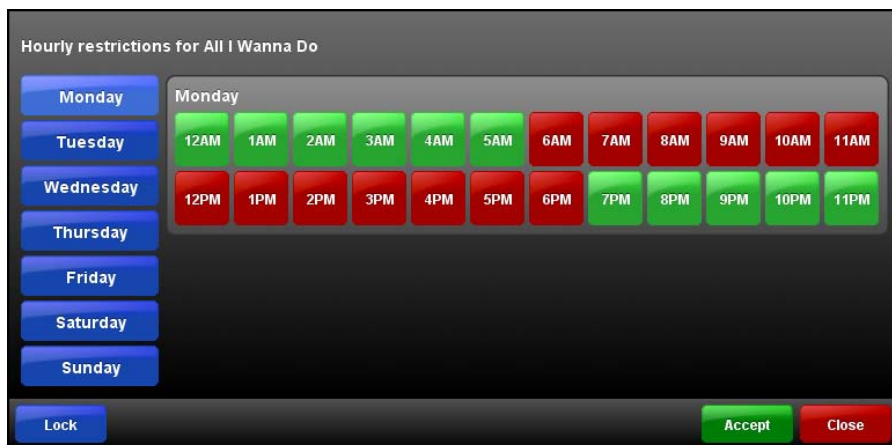 Hourly restrictions for All I Wanna Do
Monday
Tuesday
Wednesday
Thursday
Friday
Saturday
Sunday
Monday
12AM 1AM 2AM 3AM 4AM 5AM 6AM 7AM 8AM 9AM 10AM 11AM
12PM 1PM 2PM 3PM 4PM 5PM 6PM 7PM 8PM 9PM 10PM 11PM
Lock Accept Close